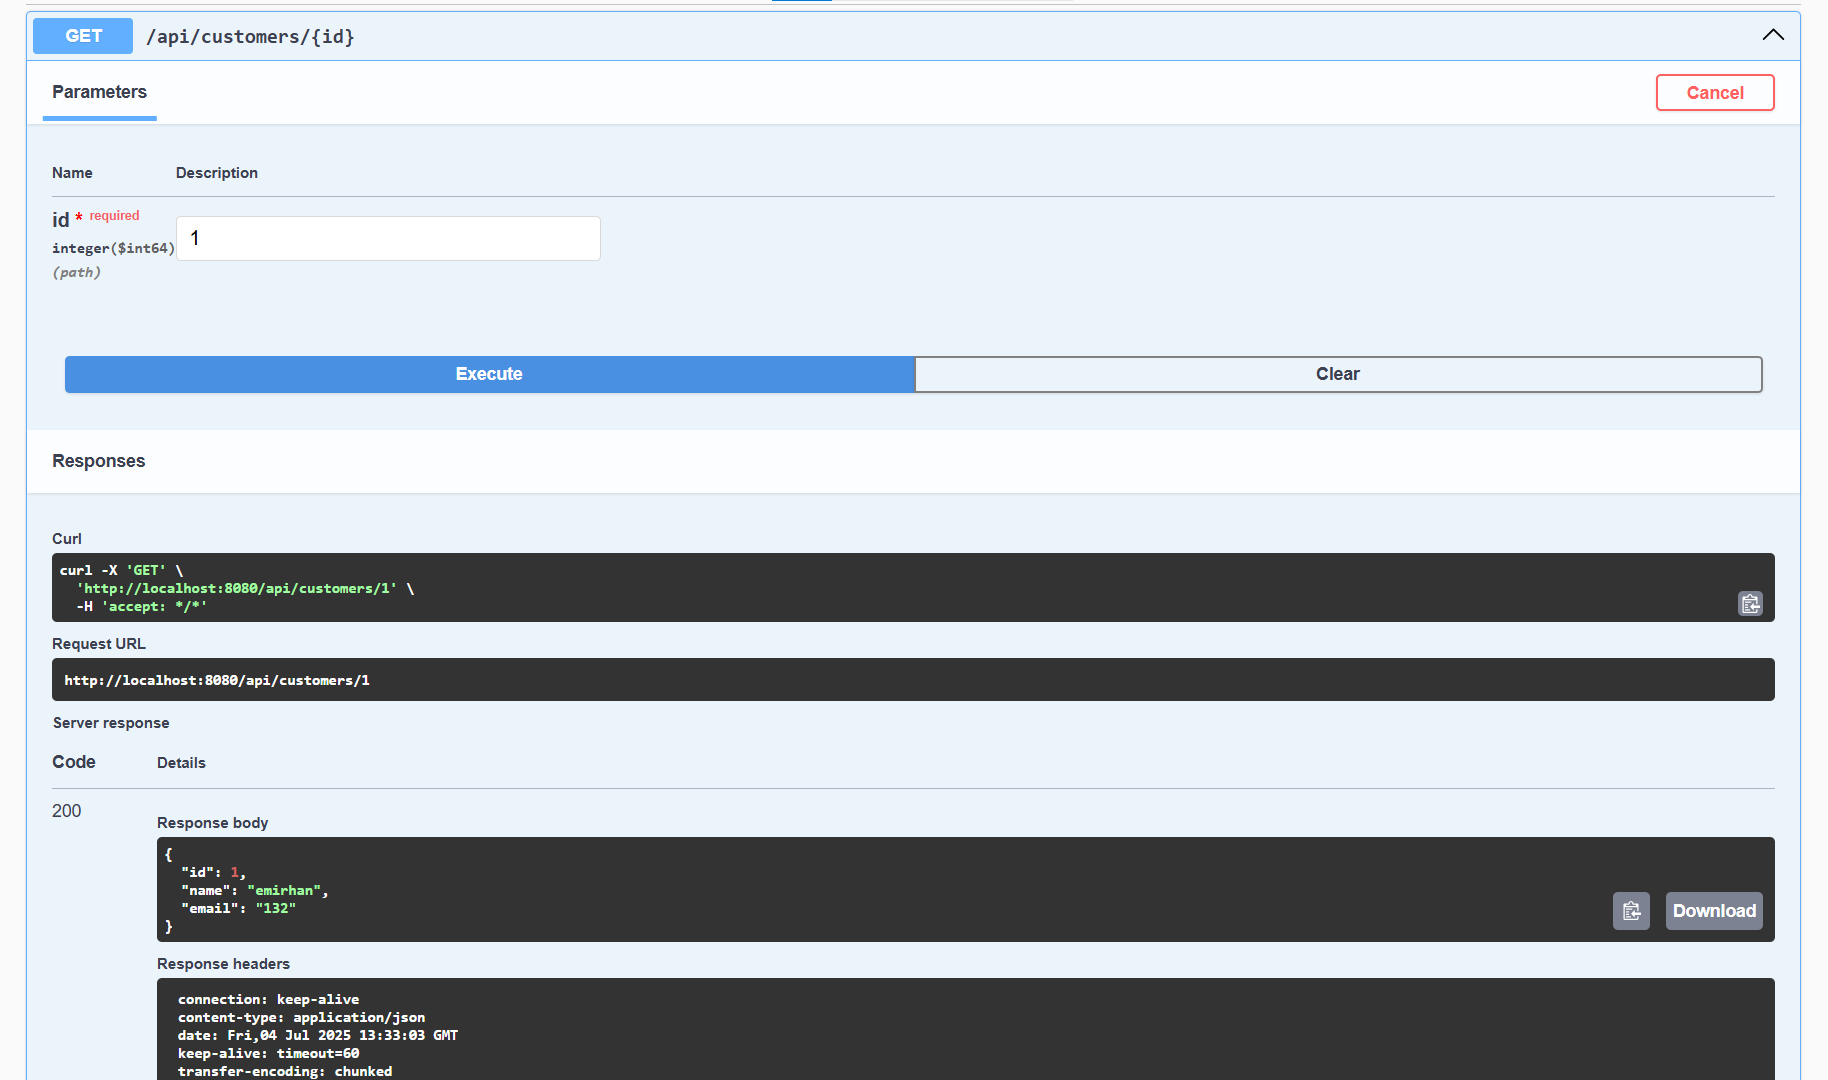 GET /api/customers/{id}
Parameters
Cancel
Name Description
id * required
integer($int64)
(path)
1
Execute Clear
Responses
Curl
curl -X 'GET' \
  'http://localhost:8080/api/customers/1' \
  -H 'accept: */*'
Request URL
http://localhost:8080/api/customers/1
Server response
Code Details
200
Response body
{
  "id": 1,
  "name": "emirhan",
  "email": "132"
}
Download
Response headers
connection: keep-alive
content-type: application/json
date: Fri,04 Jul 2025 13:33:03 GMT
keep-alive: timeout=60
transfer-encoding: chunked